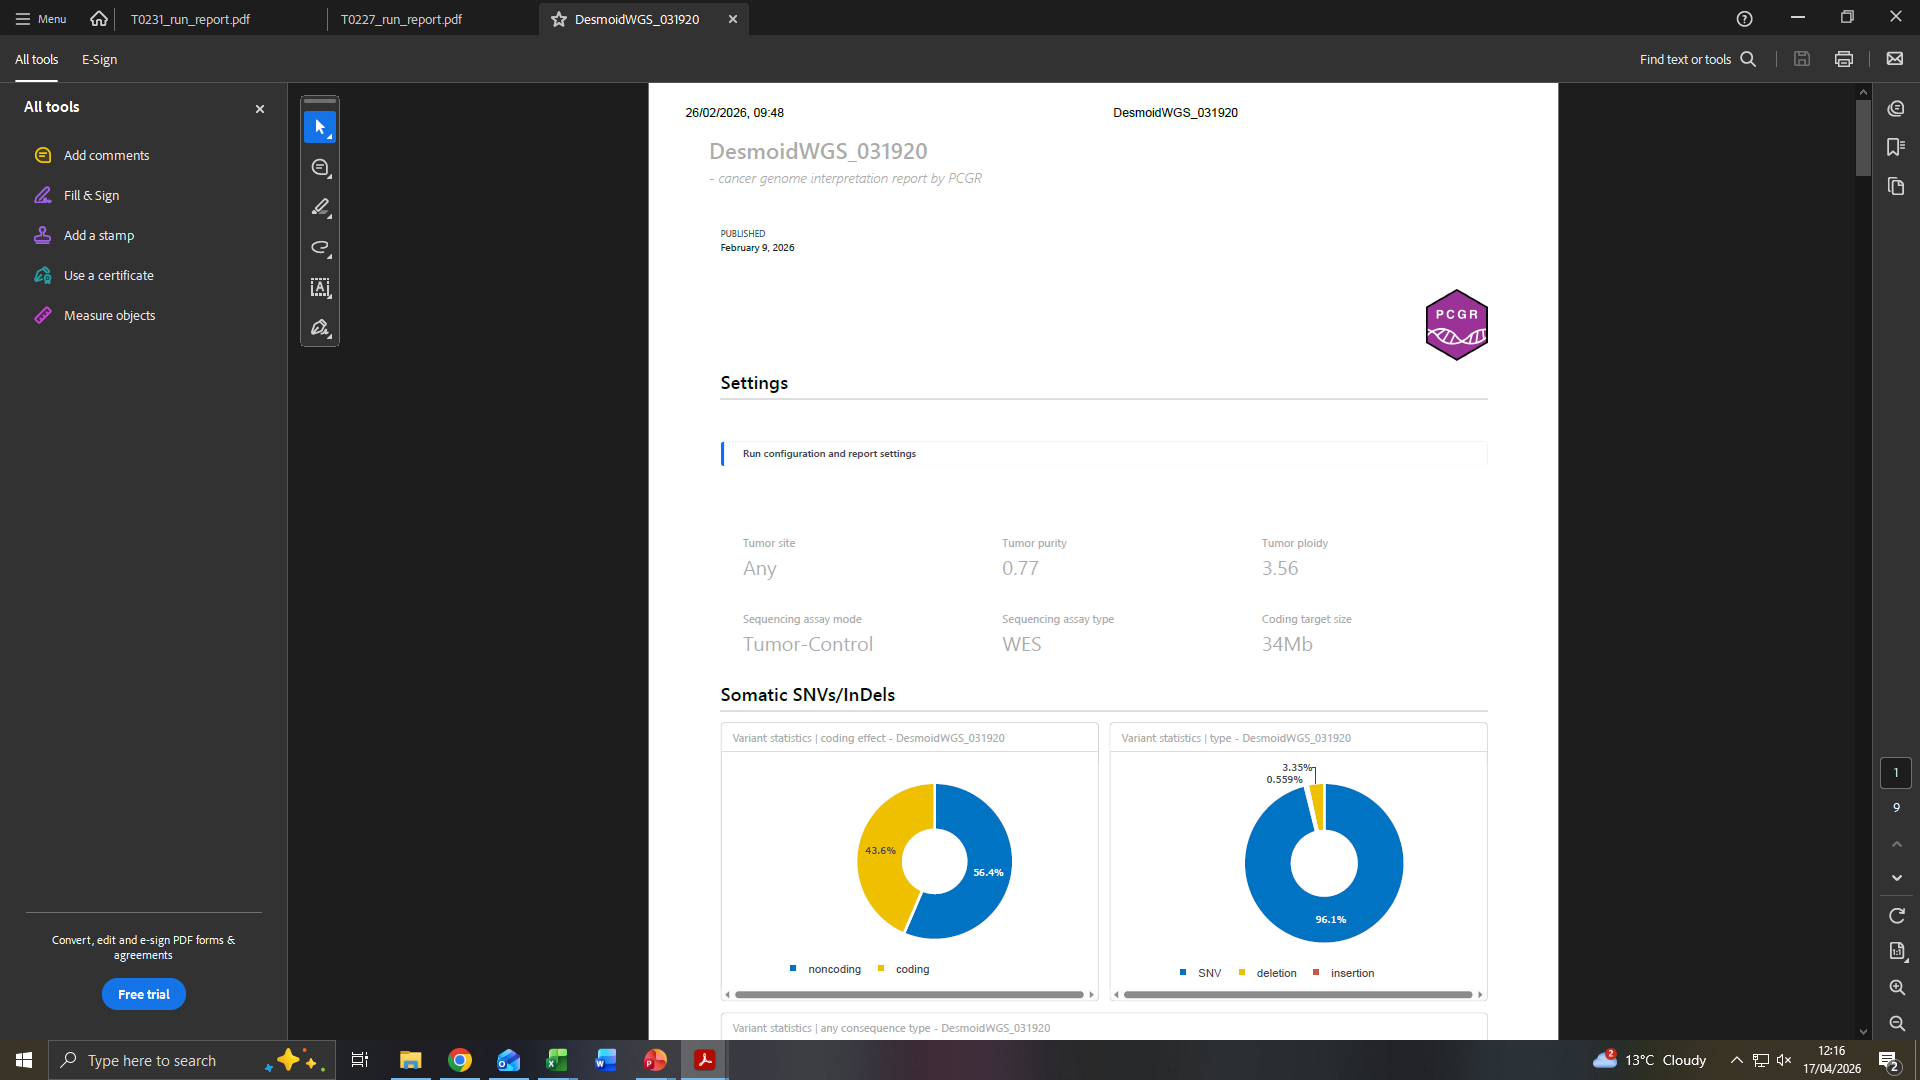 Menu
T0231_run_report.pdf
T0227_run_report.pdf
DesmoidWGS_031920
All tools
E-Sign
Find text or tools
All tools
Add comments
Fill & Sign
Add a stamp
Use a certificate
Measure objects
Convert, edit and e-sign PDF forms &
agreements
Free trial
26/02/2026, 09:48
DesmoidWGS_031920
DesmoidWGS_031920
- cancer genome interpretation report by PCGR
PUBLISHED
February 9, 2026
PCGR
Settings
Run configuration and report settings
Tumor site
Tumor purity
Tumor ploidy
Any
0.77
3.56
Sequencing assay mode
Sequencing assay type
Coding target size
Tumor-Control
WES
34Mb
Somatic SNVs/InDels
Variant statistics | coding effect - DesmoidWGS_031920
43.6%
56.4%
noncoding
coding
Variant statistics | type - DesmoidWGS_031920
3.35%
0.559%
96.1%
SNV
deletion
insertion
Variant statistics | any consequence type - DesmoidWGS_031920
1
9
1:1
Type here to search
2
13°C Cloudy
12:16
17/04/2026
2